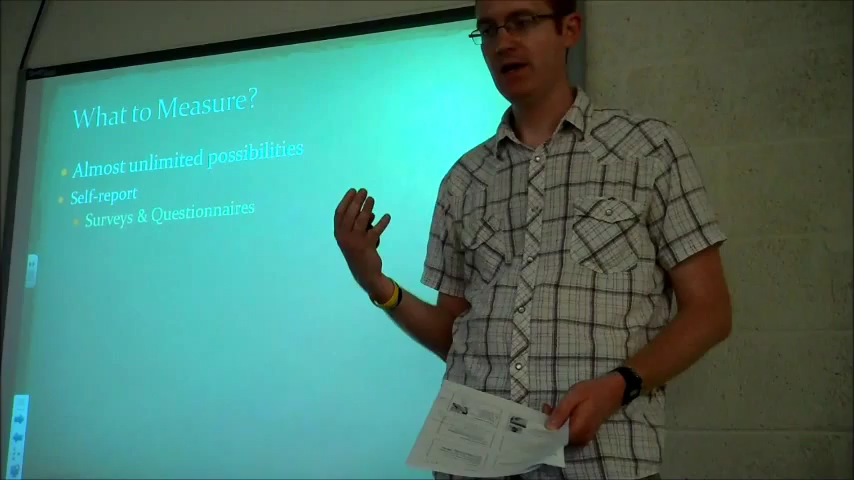 What to Measure?
Almost unlimited possibilities
Self-report
Surveys & Questionnaires